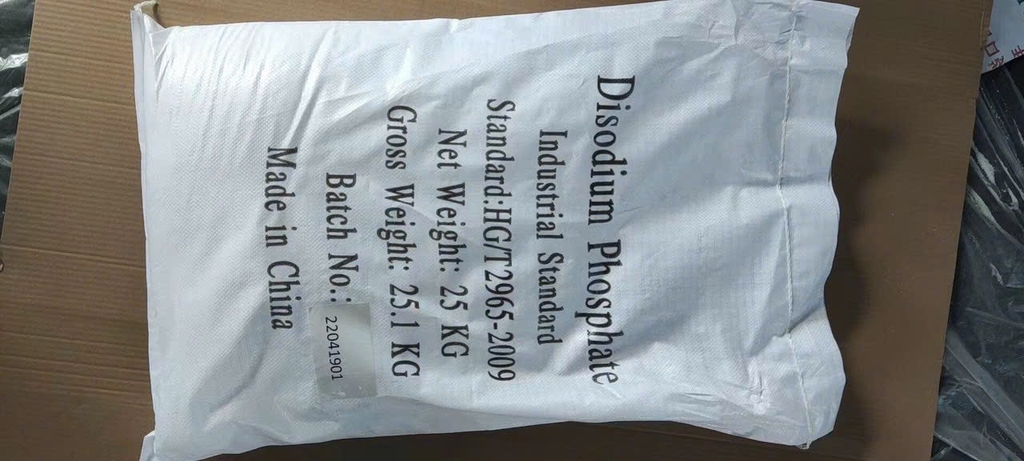 Disodium Phosphate
Industrial Standard
Standard:HG/T2965-2009
Net Weight: 25 KG
Gross Weight: 25.1 KG
Batch No.: 22041901
Made in China